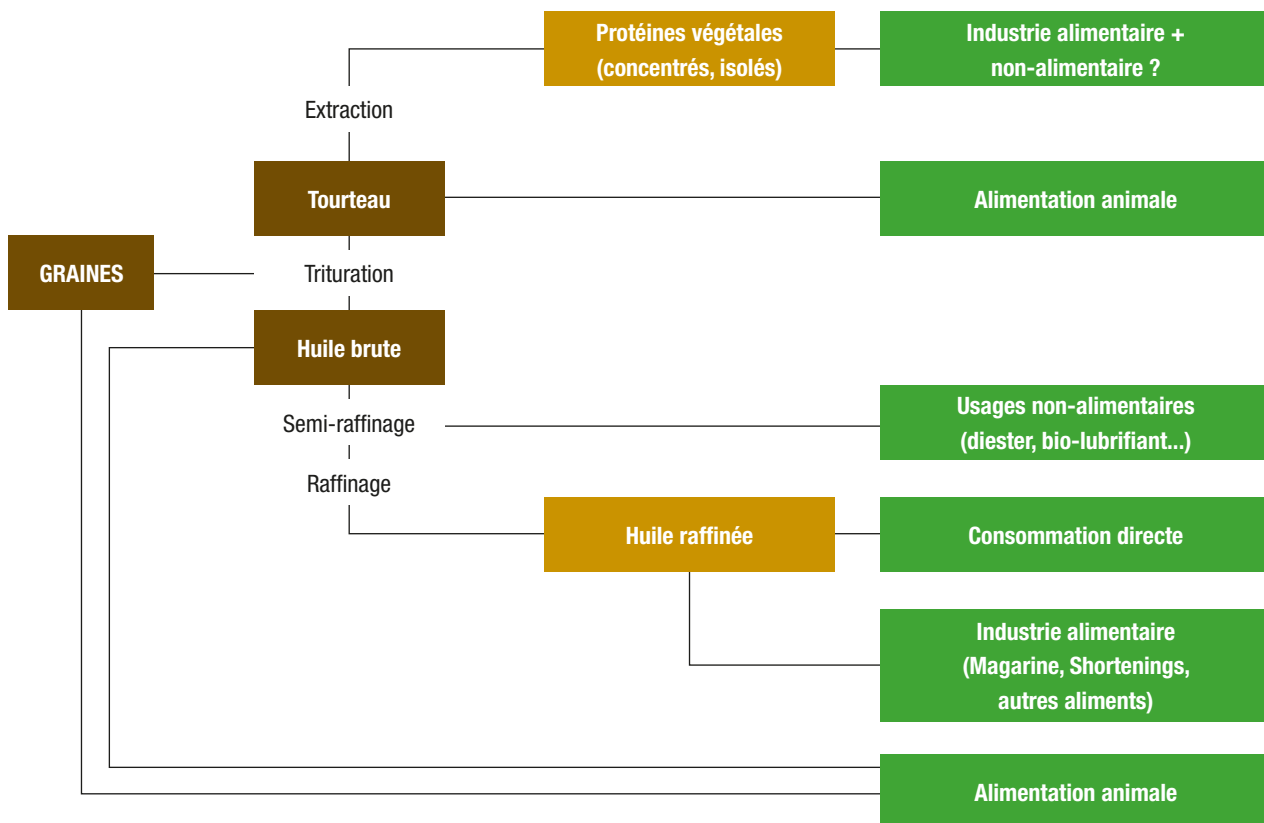 Protéines végétales
(concentrés, isolés)
Industrie alimentaire +
non-alimentaire ?
Extraction
Tourteau
Alimentation animale
GRAINES
Trituration
Huile brute
Semi-raffinage
Usages non-alimentaires
(diester, bio-lubrifiant...)
Raffinage
Huile raffinée
Consommation directe
Industrie alimentaire
(Magarine, Shortenings,
autres aliments)
Alimentation animale